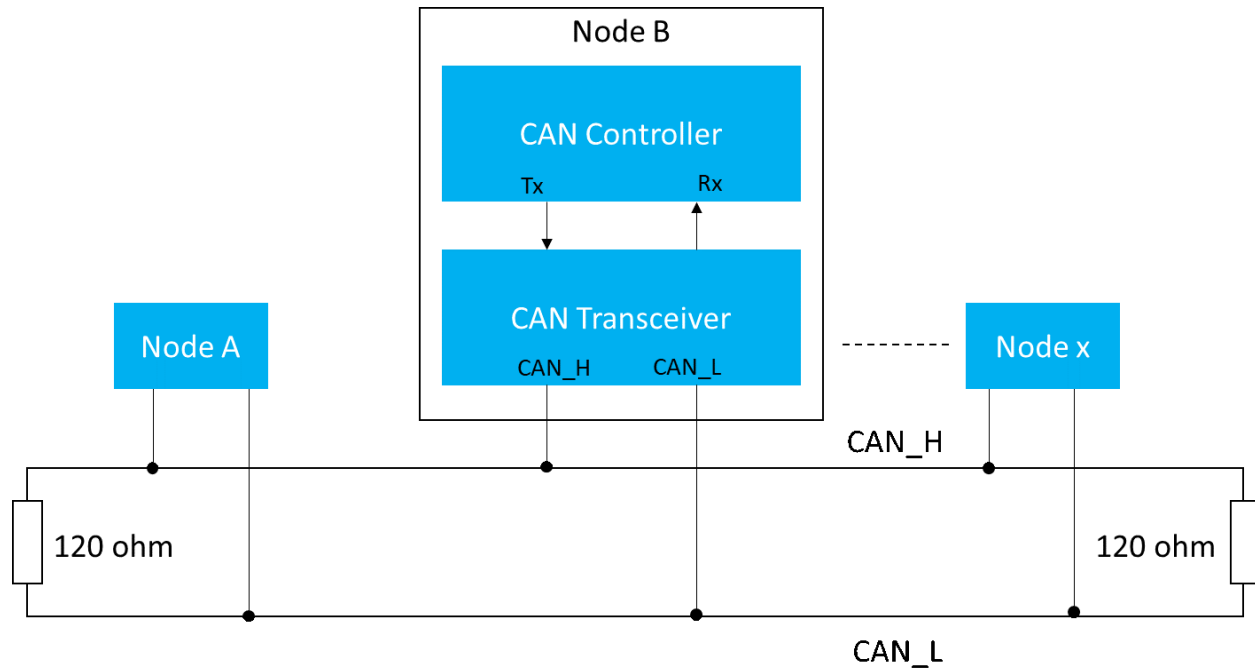 Node B
CAN Controller
Tx
Rx
CAN Transceiver
CAN_H
CAN_L
Node A
Node x
CAN_H
120 ohm
120 ohm
CAN_L